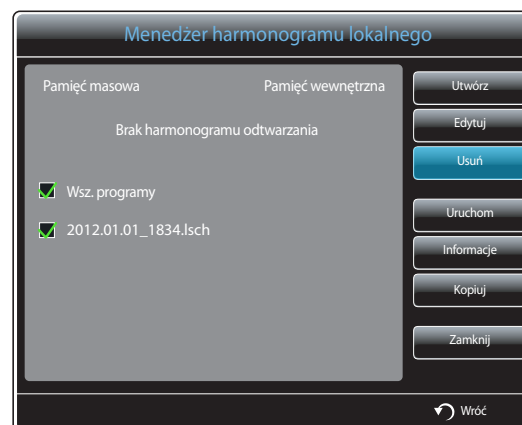 Menedżer harmonogramu lokalnego
Pamięć masowa Pamięć wewnętrzna
Brak harmonogramu odtwarzania
Wsz. programy
2012.01.01_1834.lsch
Utwórz
Edytuj
Usuń
Uruchom
Informacje
Kopiuj
Zamknij
Wróć